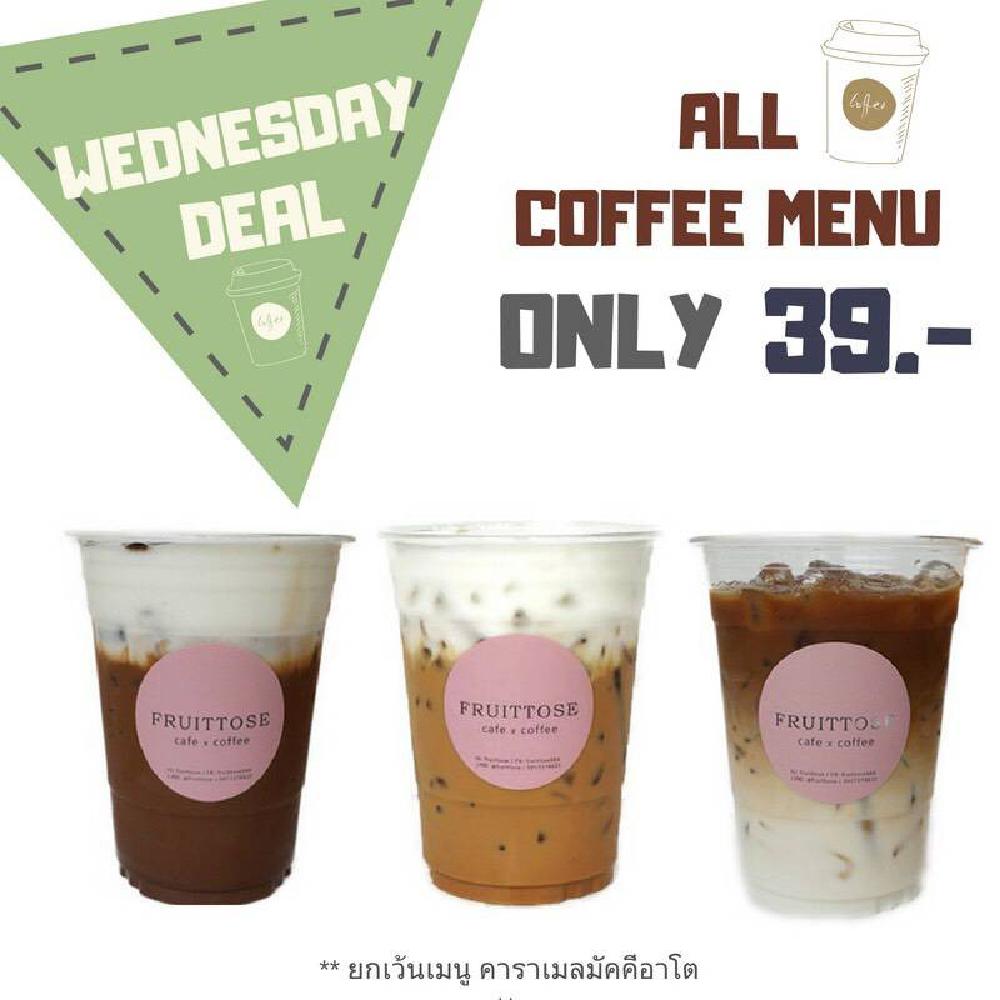 WEDNESDAY
DEAL
Coffee
ALL
Coffee
COFFEE MENU
ONLY 39.-
FRUITTOSE
cafe x coffee
FRUITTOSE
cafe x coffee
FRUITTOSE
cafe x coffee
** ยกเว้นเมนู คาราเมลมัคคีอาโต
**